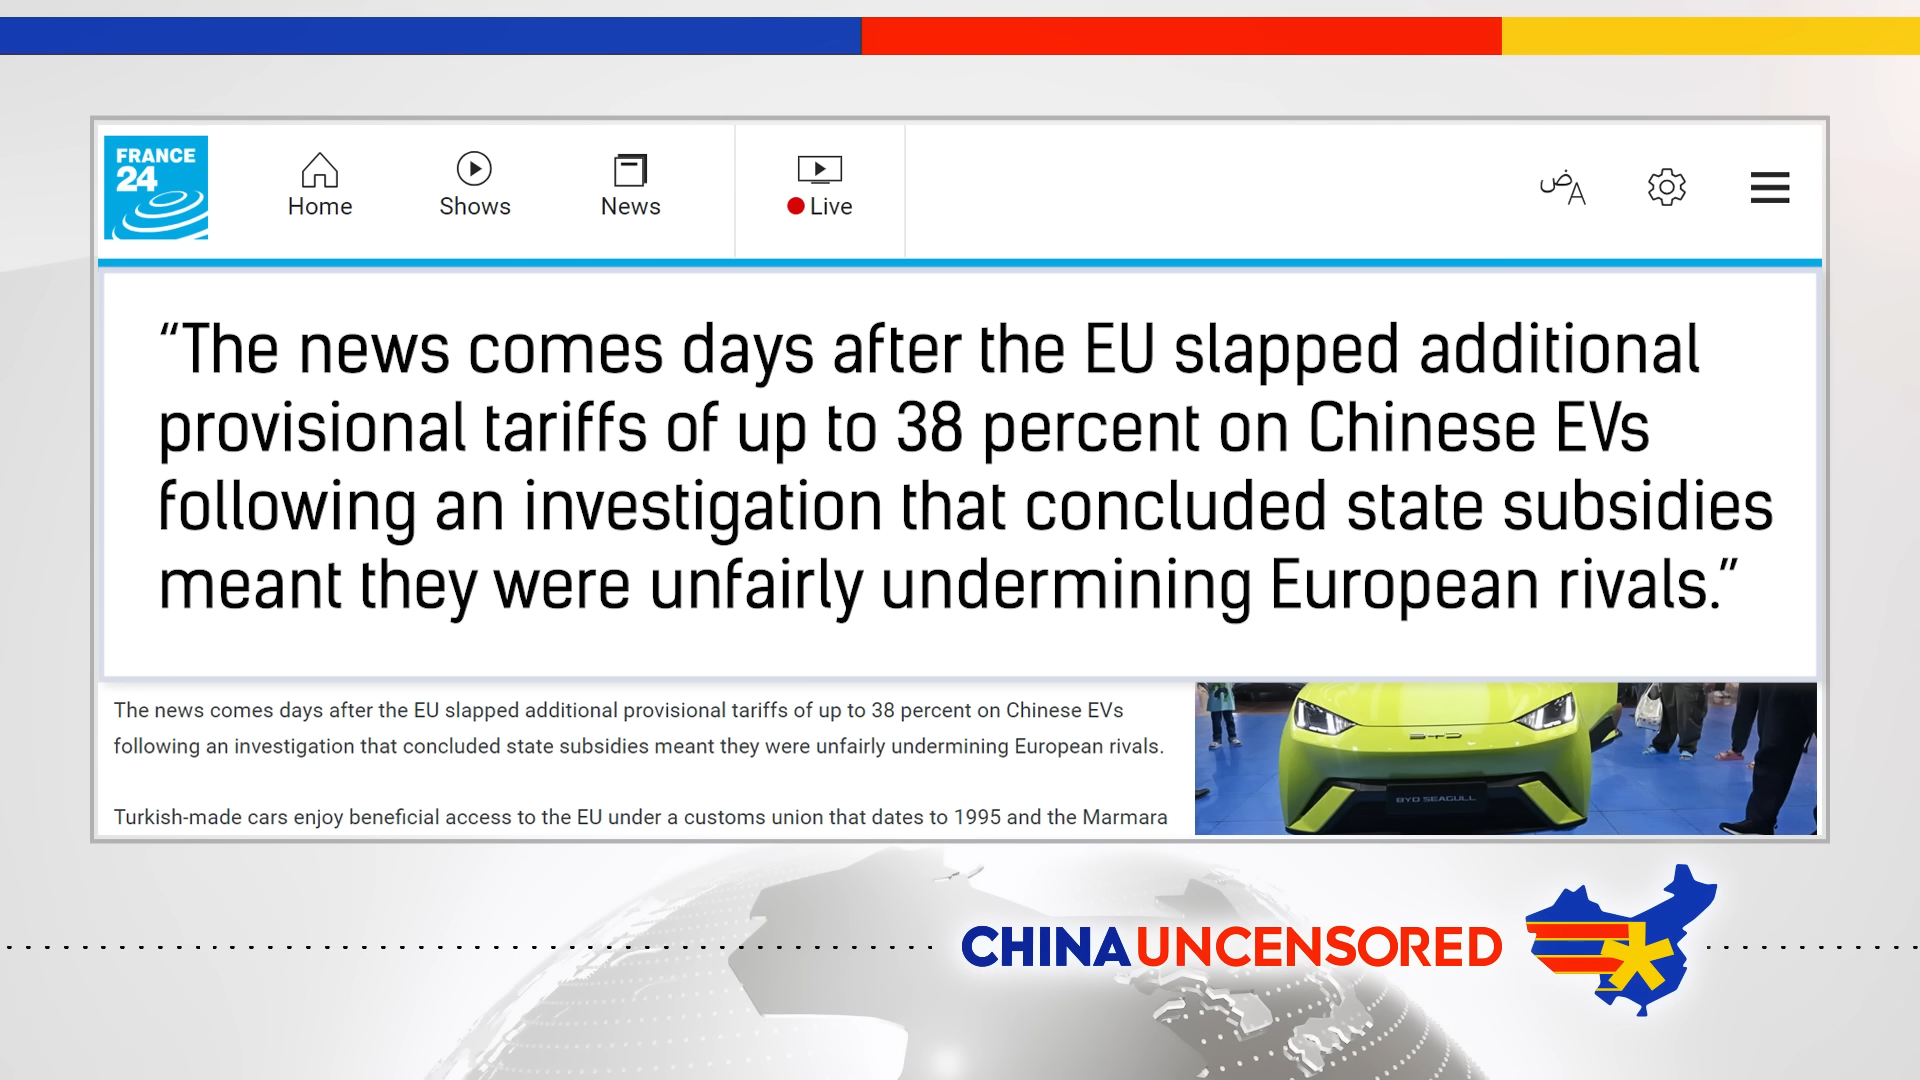 FRANCE
24
Home
Shows
News
Live
ض
A
“The news comes days after the EU slapped additional
provisional tariffs of up to 38 percent on Chinese EVs
following an investigation that concluded state subsidies
meant they were unfairly undermining European rivals.”
The news comes days after the EU slapped additional provisional tariffs of up to 38 percent on Chinese EVs
following an investigation that concluded state subsidies meant they were unfairly undermining European rivals.
Turkish-made cars enjoy beneficial access to the EU under a customs union that dates to 1995 and the Marmara
BYD
BYD SEAGULL
CHINA UNCENSORED